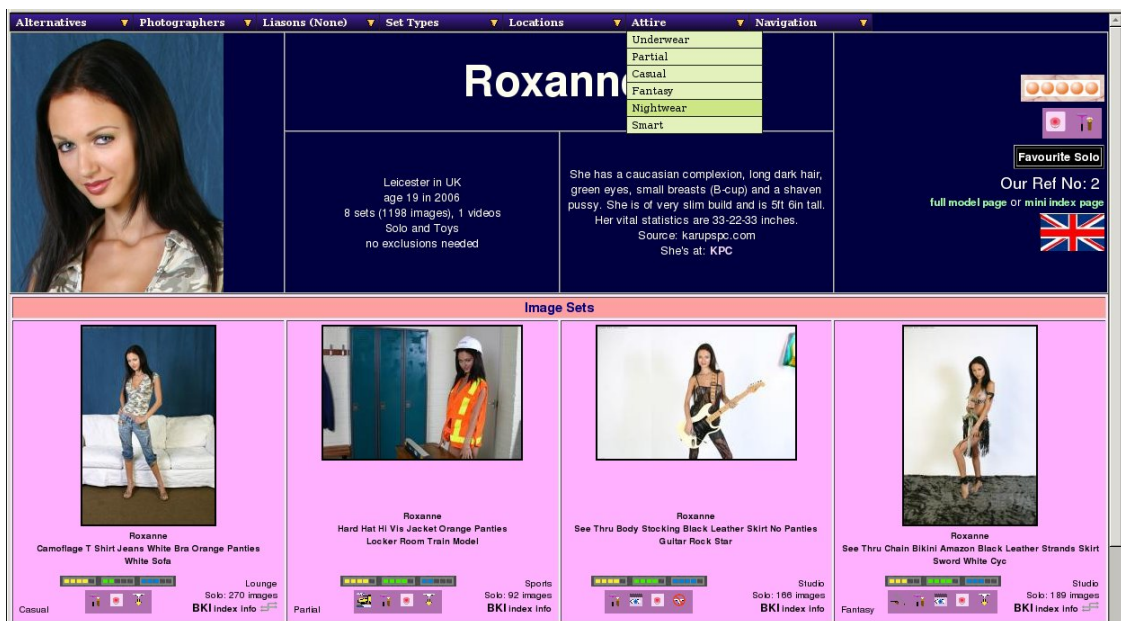 Alternatives
Photographers
Liasons (None)
Set Types
Locations
Attire
Navigation
Underwear
Partial
Casual
Fantasy
Nightwear
Smart
Roxanne
Leicester in UK
age 19 in 2006
8 sets (1198 images), 1 videos
Solo and Toys
no exclusions needed
She has a caucasian complexion, long dark hair,
green eyes, small breasts (B-cup) and a shaven
pussy. She is of very slim build and is 5ft 6in tall.
Her vital statistics are 33-22-33 inches.
Source: karupspc.com
She's at: KPC
Favourite Solo
Our Ref No: 2
full model page or mini index page
Image Sets
Roxanne
Camoflage T Shirt Jeans White Bra Orange Panties
White Sofa
Lounge
Solo: 270 images
Casual
BKI index info
Roxanne
Hard Hat Hi Vis Jacket Orange Panties
Locker Room Train Model
Sports
Solo: 92 images
Partial
BKI index info
Roxanne
See Thru Body Stocking Black Leather Skirt No Panties
Guitar Rock Star
Studio
Solo: 166 images
BKI index info
Roxanne
See Thru Chain Bikini Amazon Black Leather Strands Skirt
Sword White Cyc
Studio
Solo: 189 images
Fantasy
BKI index info